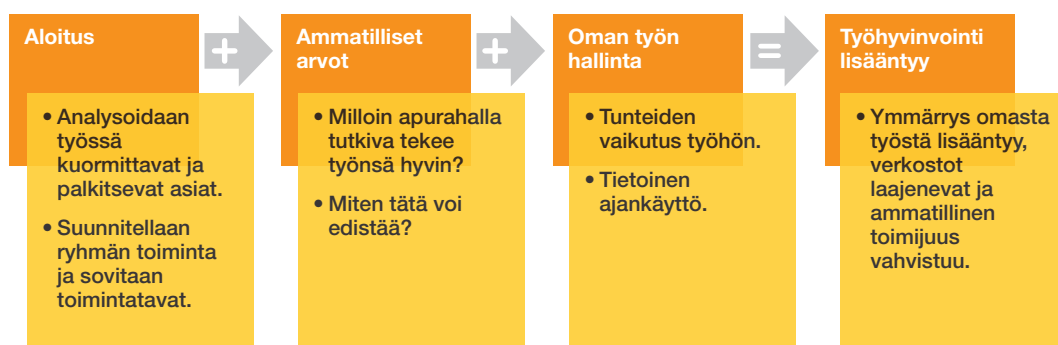 Aloitus
• Analysoidaan
työssä
kuormittavat ja
palkitsevat asiat.
• Suunnitellaan
ryhmän toiminta
ja sovitaan
toimintatavat.
+
Ammatilliset
arvot
• Milloin apurahalla
tutkiva tekee
työnsä hyvin?
• Miten tätä voi
edistää?
+
Oman työn
hallinta
• Tunteiden
vaikutus työhön.
• Tietoinen
ajankäyttö.
=
Työhyvinvointi
lisääntyy
• Ymmärrys omasta
työstä lisääntyy,
verkostot
laajenevat ja
ammatillinen
toimijuus
vahvistuu.